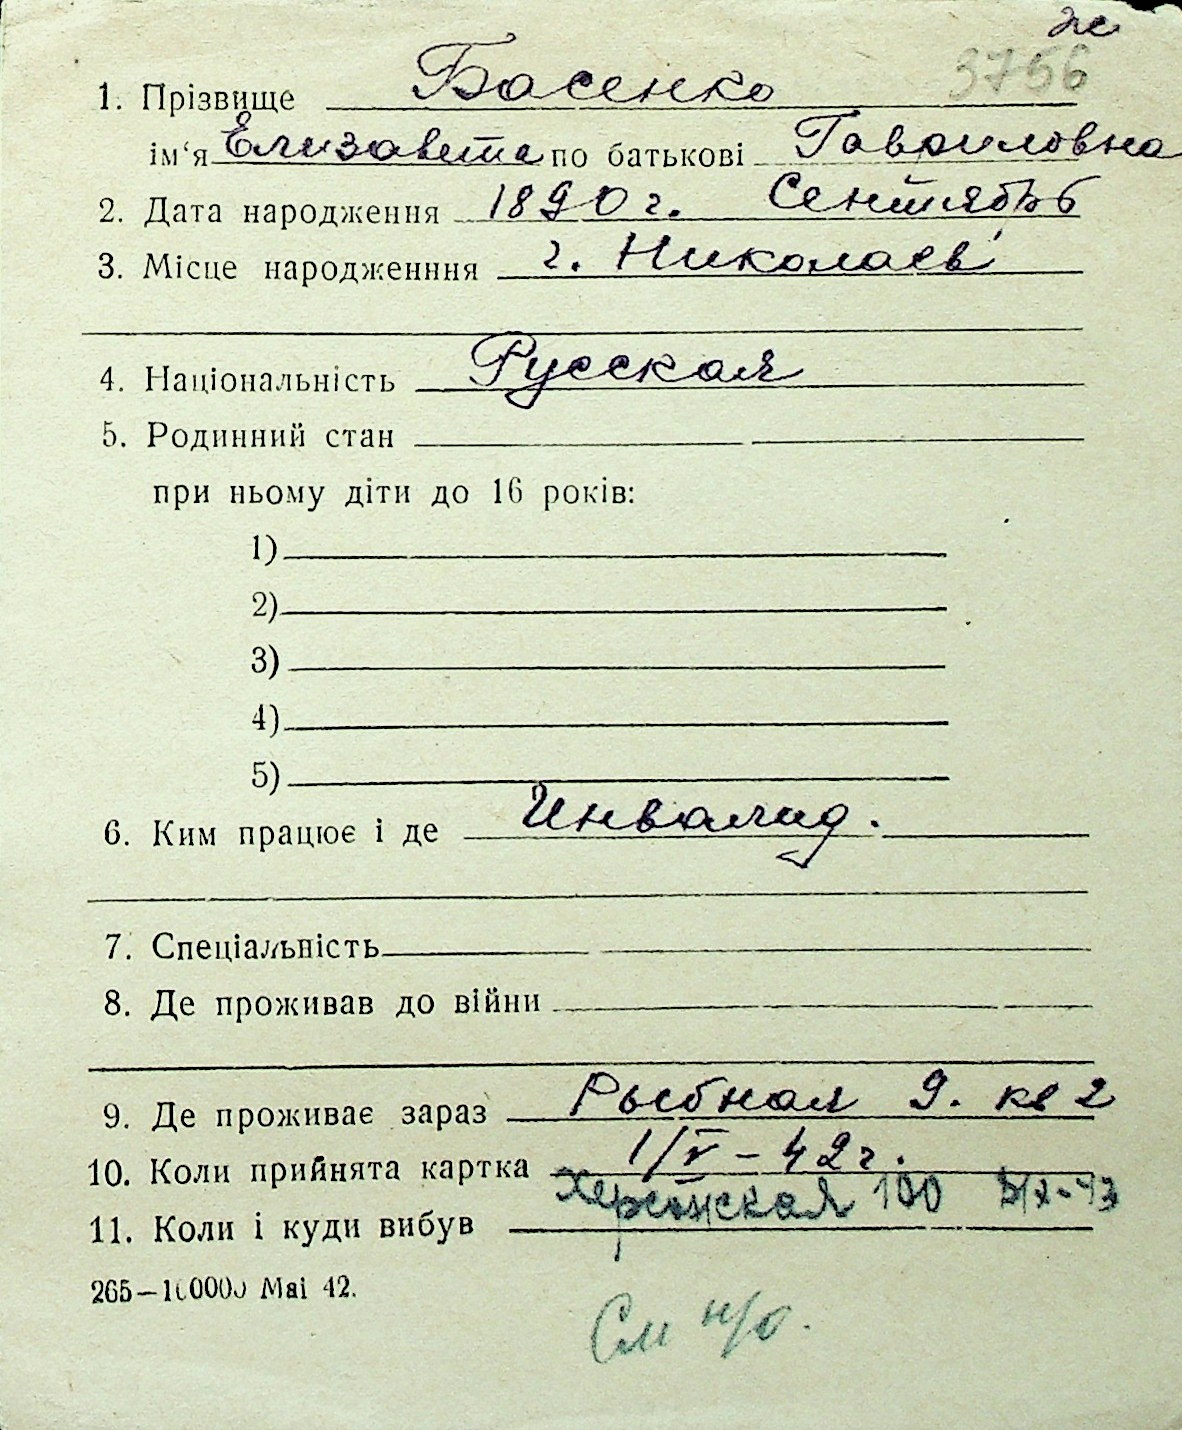 ж
3756
1. Прізвище Басенко
ім‘я Елизавета по батькові Гавриловна
2. Дата народження 1890 г. Сентябрь
3. Місце народженння г. Николаев
4. Національність Русская
5. Родинний стан
при ньому діти до 16 років:
1)
2)
3)
4)
5)
6. Ким працює і де Инвалид.
7. Спеціальність
8. Де проживав до війни
9. Де проживає зараз Рыбная 9. кв 2
10. Коли прийнята картка 1/V – 42 г.
Херсонская 100
11. Коли і куди вибув
265—10000 Mai 42.
См н/о.